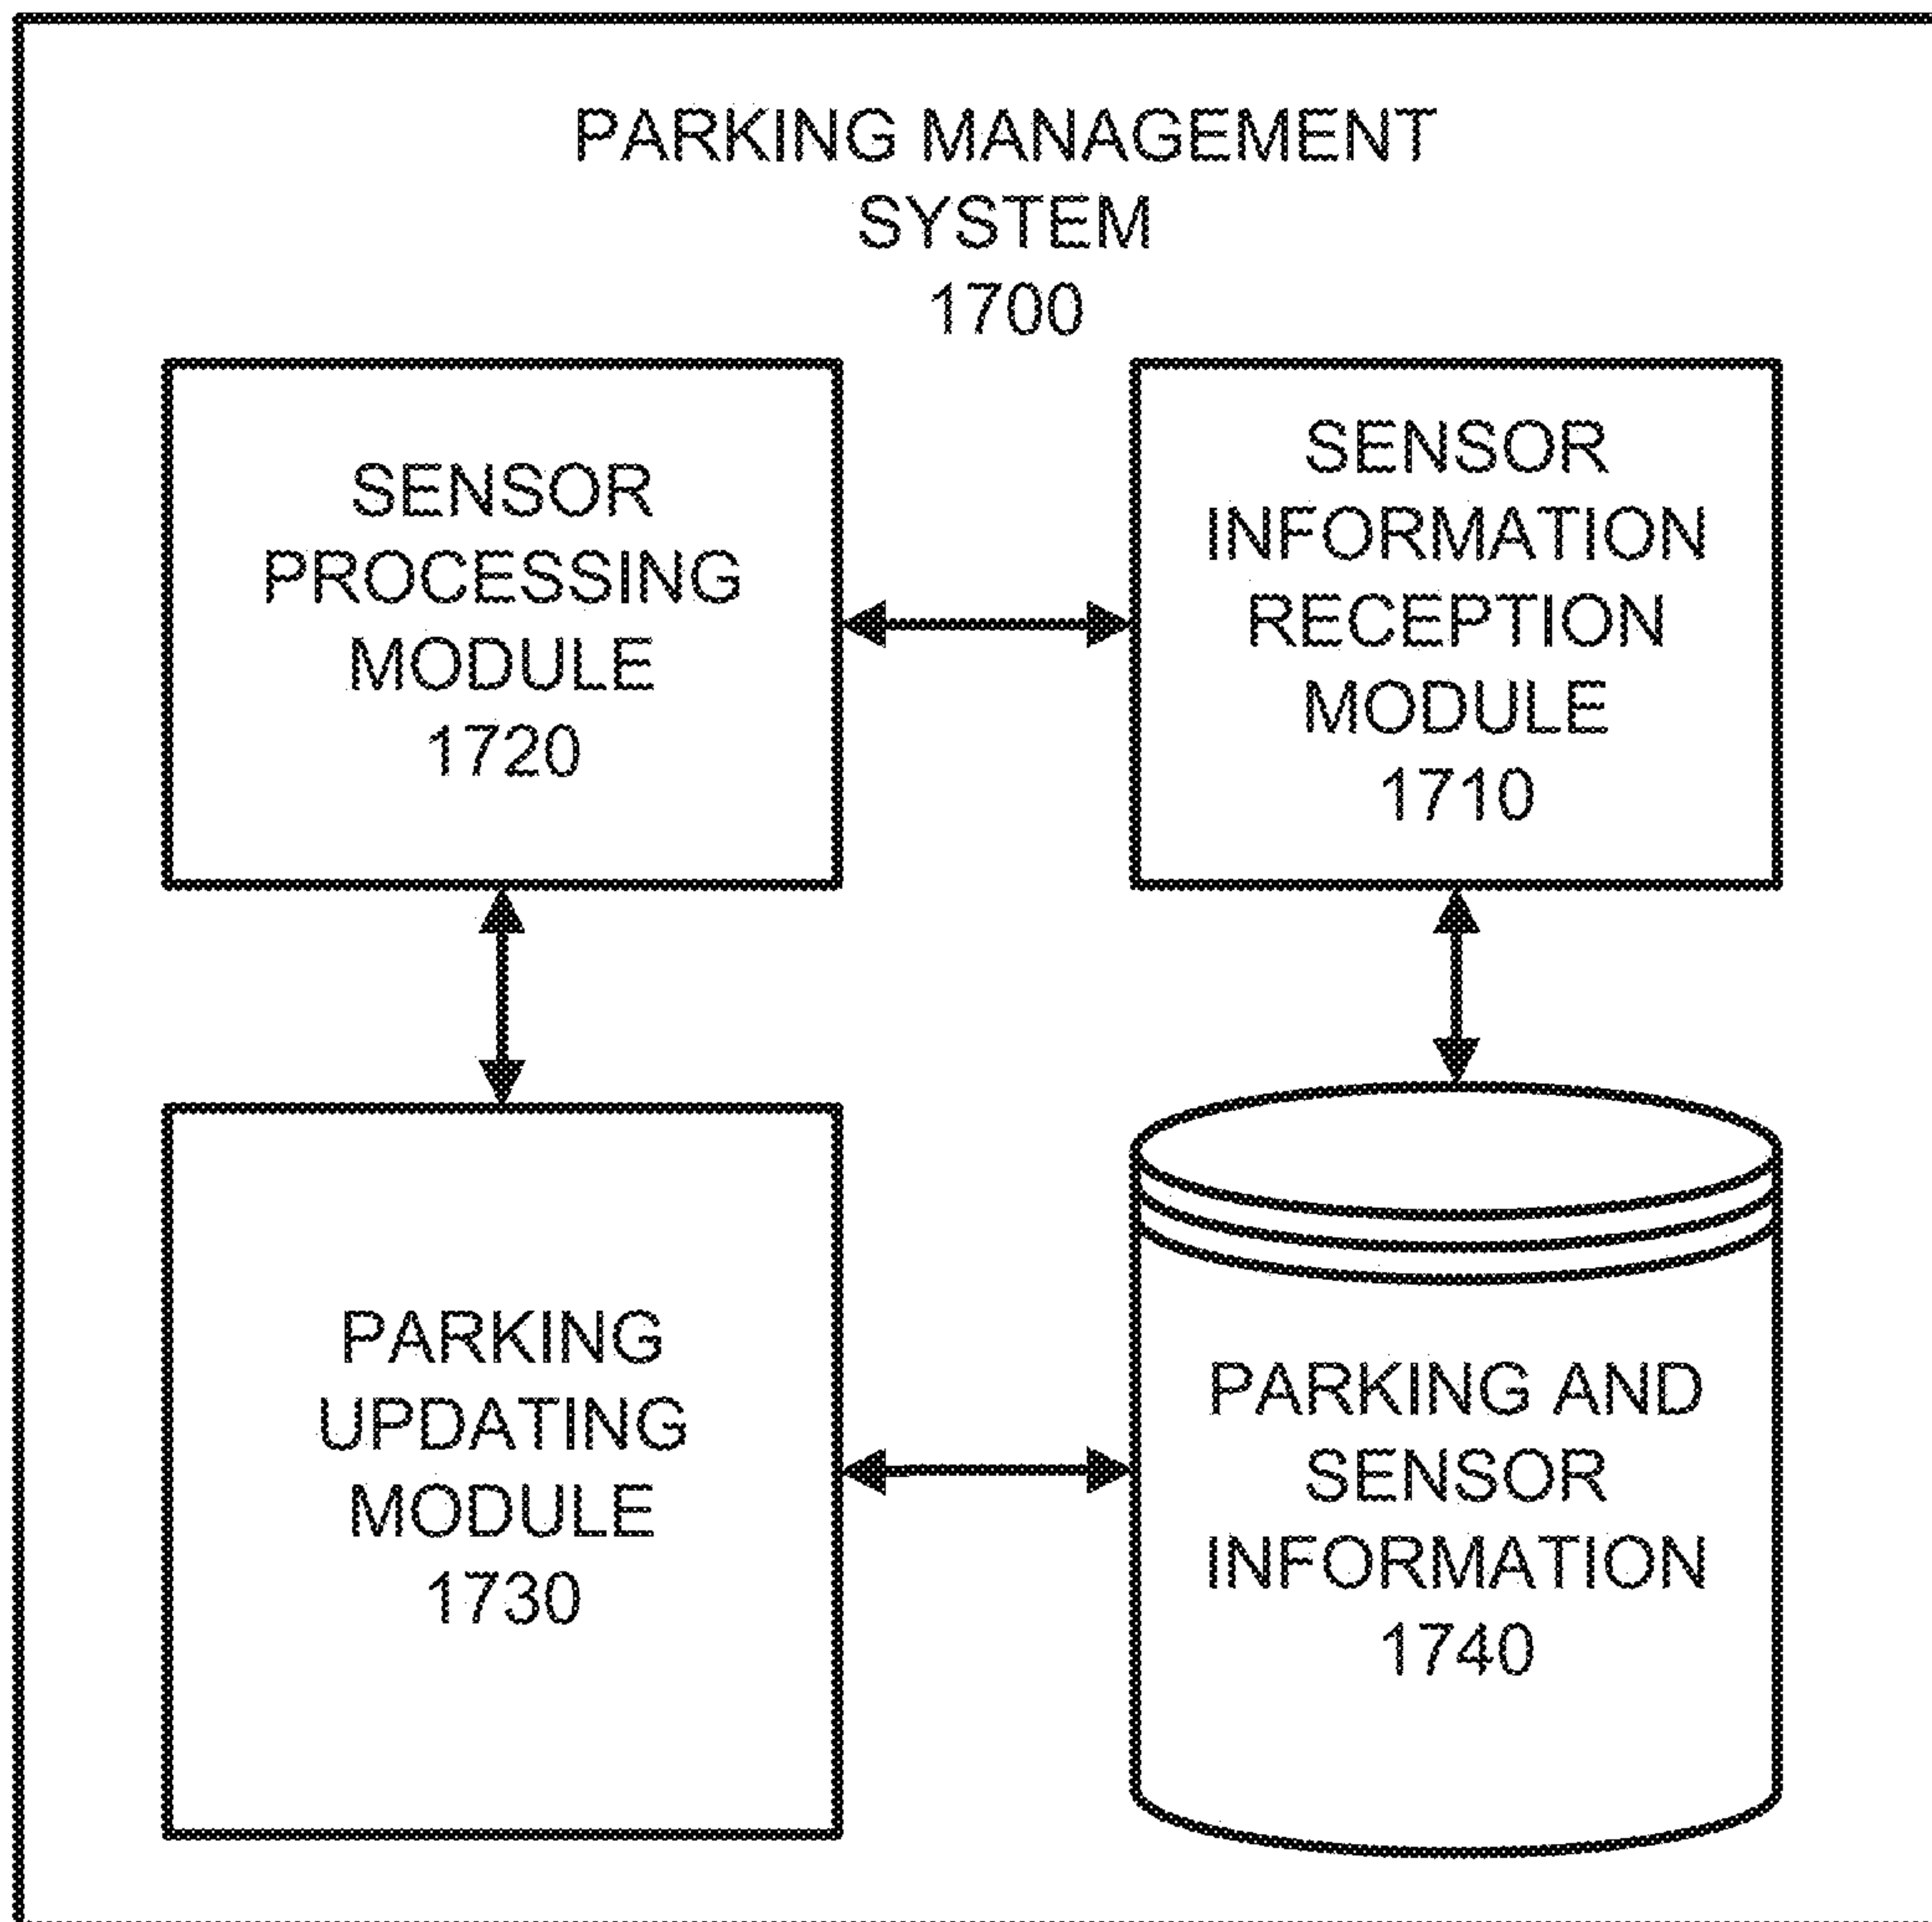 PARKING MANAGEMENT
SYSTEM
1700
SENSOR
PROCESSING
MODULE
1720
SENSOR
INFORMATION
RECEPTION
MODULE
1710
PARKING
UPDATING
MODULE
1730
PARKING AND
SENSOR
INFORMATION
1740